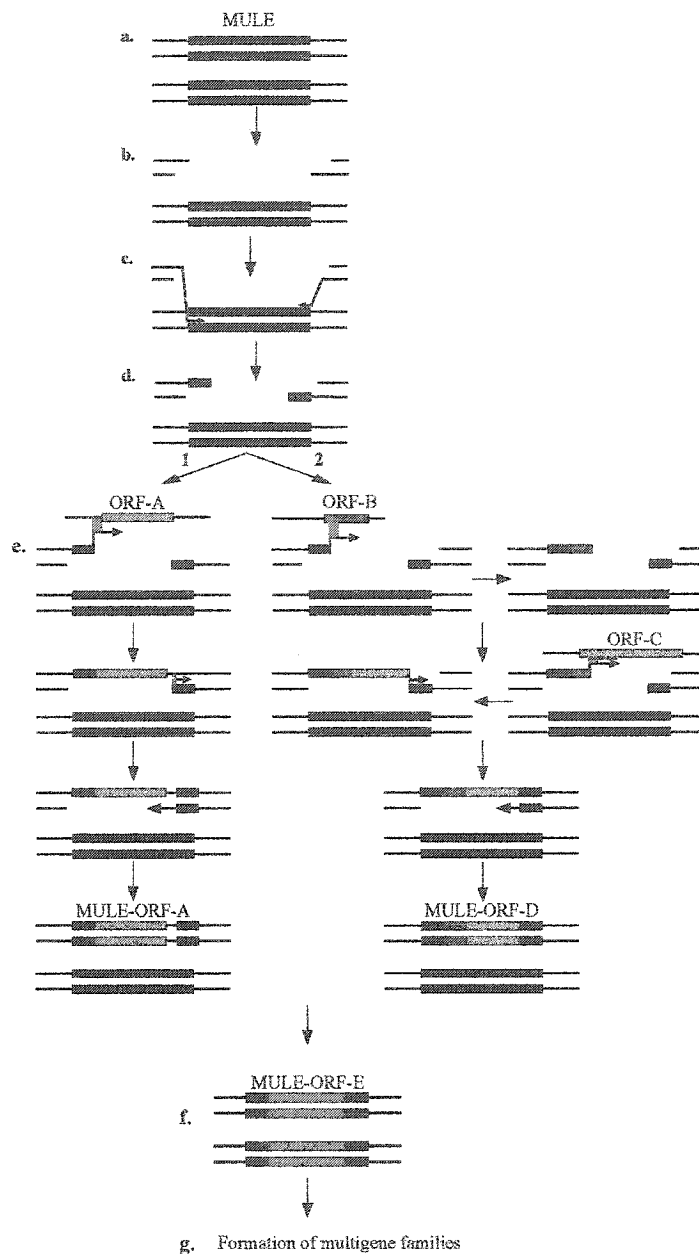 MULE
a.
b.
c.
d.
1 2
ORF-A ORF-B
e.
ORF-C
MULE-ORF-A MULE-ORF-D
MULE-ORF-E
f.
g. Formation of multigene families